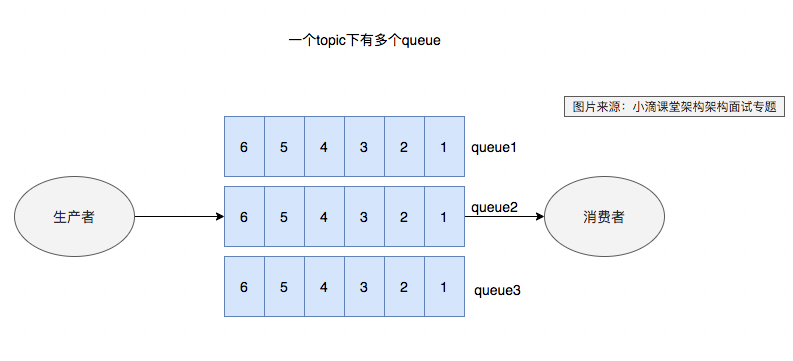 一个topic下有多个queue
图片来源：小滴课堂架构架构面试专题
6 5 4 3 2 1 queue1
生产者
6 5 4 3 2 1 queue2
消费者
6 5 4 3 2 1 queue3